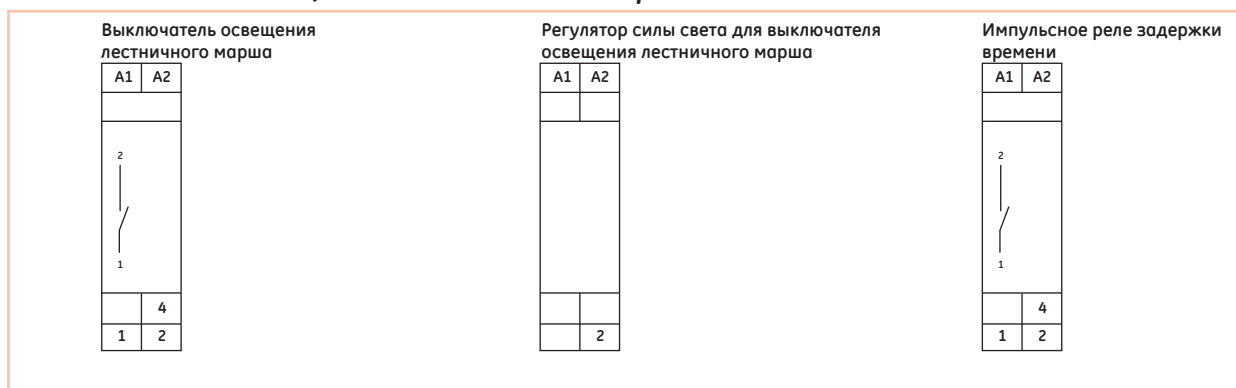 Выключатель освещения
лестничного марша
A1 A2
2
1
4
1 2
Регулятор силы света для выключателя
освещения лестничного марша
A1 A2
2
Импульсное реле задержки
времени
A1 A2
2
1
4
1 2